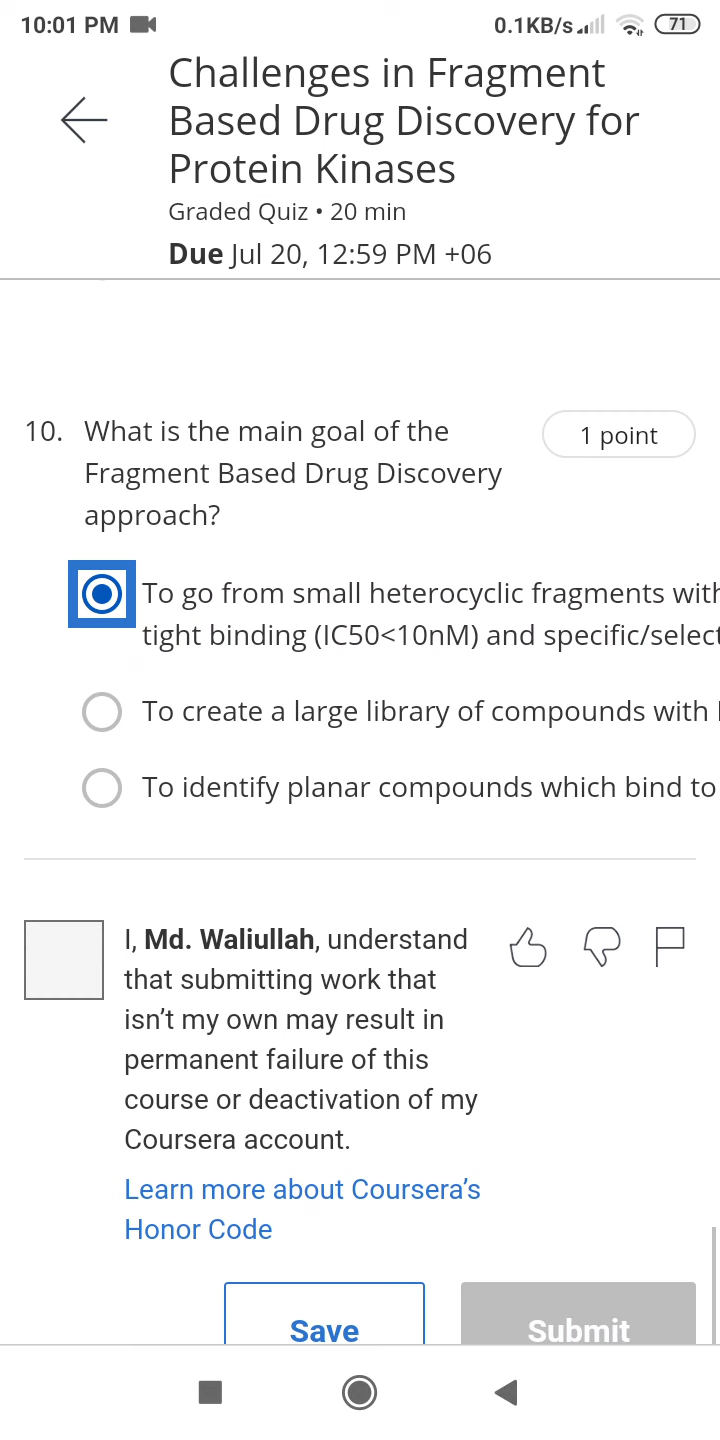 10:01 PM
0.1KB/s
71
Challenges in Fragment
Based Drug Discovery for
Protein Kinases
Graded Quiz • 20 min
Due Jul 20, 12:59 PM +06
10. What is the main goal of the
Fragment Based Drug Discovery
approach?
1 point
To go from small heterocyclic fragments with
tight binding (IC50<10nM) and specific/select
To create a large library of compounds with
To identify planar compounds which bind to
I, Md. Waliullah, understand
that submitting work that
isn’t my own may result in
permanent failure of this
course or deactivation of my
Coursera account.
Learn more about Coursera’s
Honor Code
Save
Submit